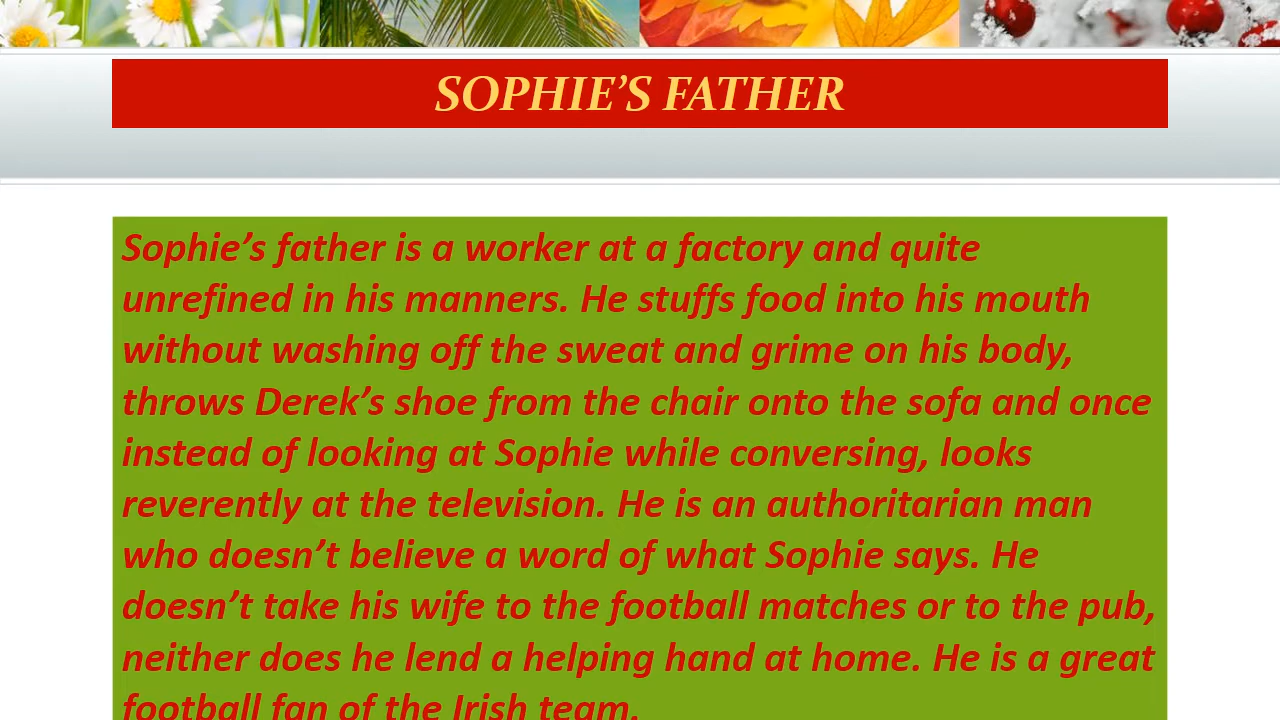 SOPHIE’S FATHER
Sophie’s father is a worker at a factory and quite
unrefined in his manners. He stuffs food into his mouth
without washing off the sweat and grime on his body,
throws Derek’s shoe from the chair onto the sofa and once
instead of looking at Sophie while conversing, looks
reverently at the television. He is an authoritarian man
who doesn’t believe a word of what Sophie says. He
doesn’t take his wife to the football matches or to the pub,
neither does he lend a helping hand at home. He is a great
football fan of the Irish team.